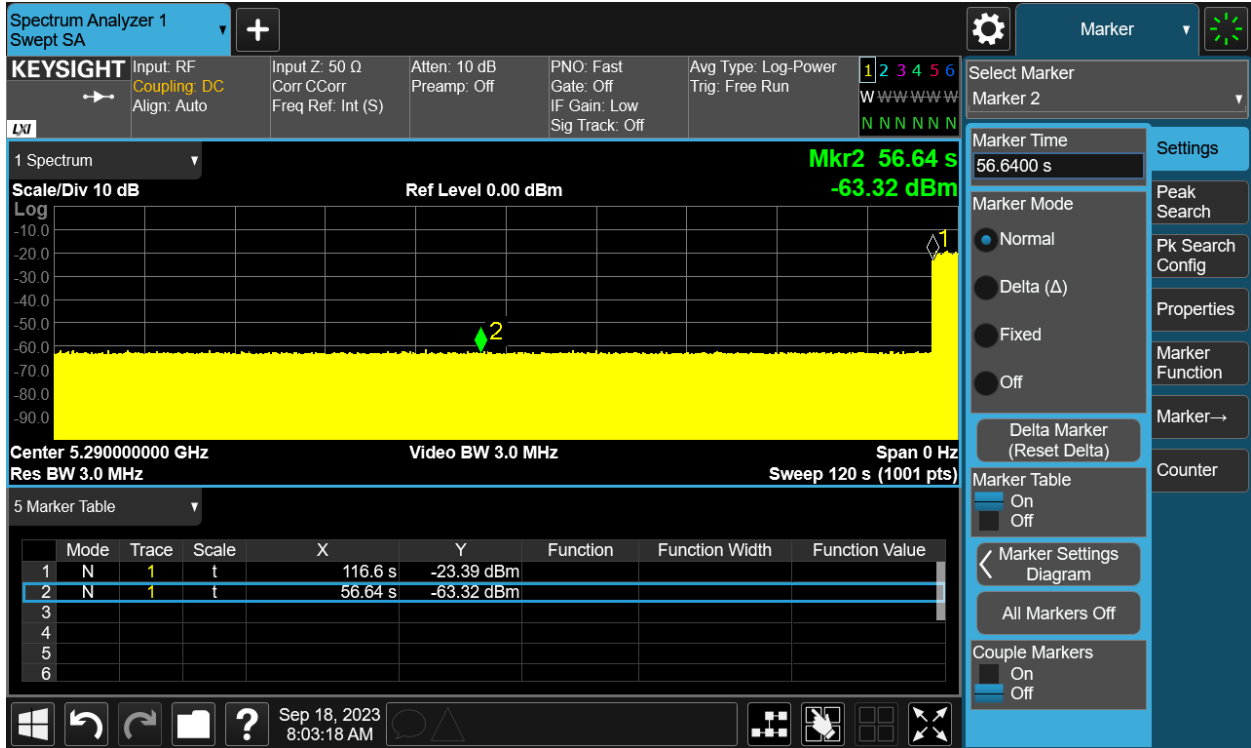 Spectrum Analyzer 1
Swept SA
+
Marker
KEYSIGHT
LXI
Input: RF
Coupling: DC
Align: Auto
Input Z: 50 Ω
Corr CCorr
Freq Ref: Int (S)
Atten: 10 dB
Preamp: Off
PNO: Fast
Gate: Off
IF Gain: Low
Sig Track: Off
Avg Type: Log-Power
Trig: Free Run
1 2 3 4 5 6
W W W W W W
N N N N N N
Select Marker
Marker 2
1 Spectrum
Mkr2 56.64 s
-63.32 dBm
Scale/Div 10 dB
Ref Level 0.00 dBm
Log
-10.0
-20.0
-30.0
-40.0
-50.0
-60.0
-70.0
-80.0
-90.0
1
2
Center 5.290000000 GHz
Video BW 3.0 MHz
Span 0 Hz
Res BW 3.0 MHz
Sweep 120 s (1001 pts)
5 Marker Table
Mode Trace Scale X Y Function Function Width Function Value
1 N 1 t 116.6 s -23.39 dBm
2 N 1 t 56.64 s -63.32 dBm
3
4
5
6
Marker Time
56.6400 s
Marker Mode
Normal
Delta (Δ)
Fixed
Off
Delta Marker
(Reset Delta)
Marker Table
On
Off
Marker Settings
Diagram
All Markers Off
Couple Markers
On
Off
Settings
Peak
Search
Pk Search
Config
Properties
Marker
Function
Marker→
Counter
?
Sep 18, 2023
8:03:18 AM